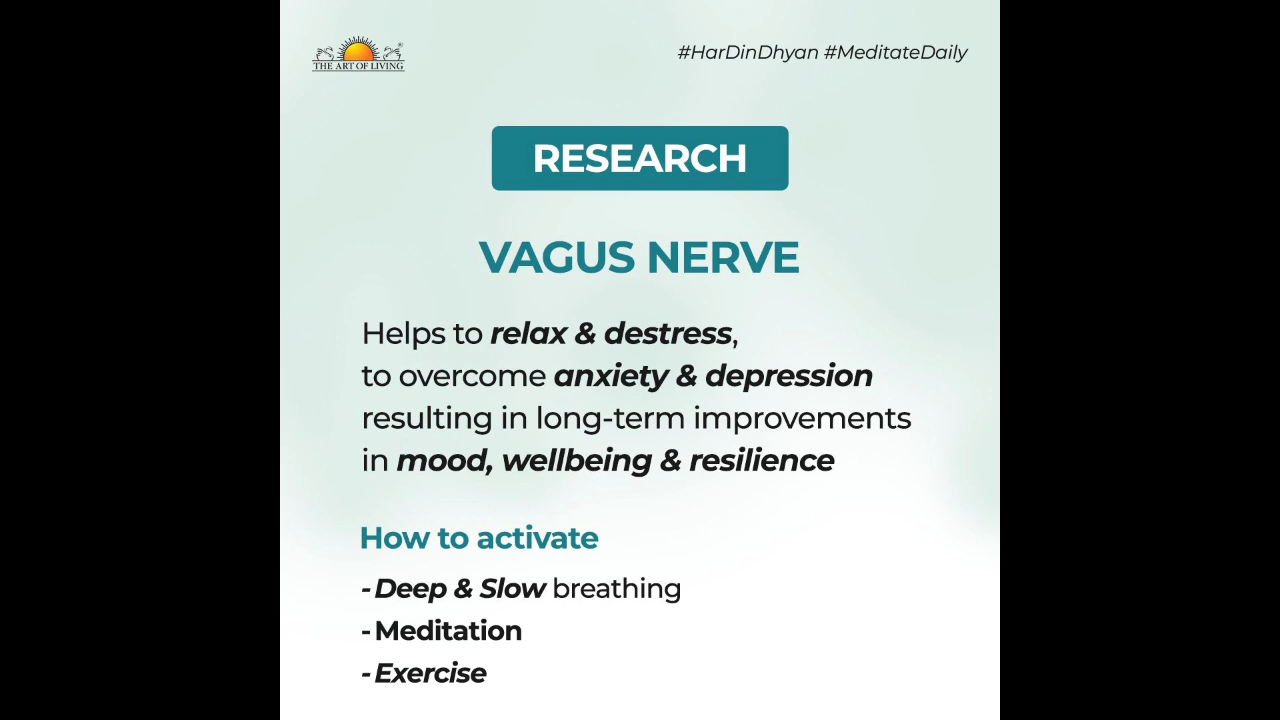 THE ART OF LIVING
#HarDinDhyan #MeditateDaily
RESEARCH
VAGUS NERVE
Helps to relax & destress,
to overcome anxiety & depression
resulting in long-term improvements
in mood, wellbeing & resilience
How to activate
- Deep & Slow breathing
- Meditation
- Exercise